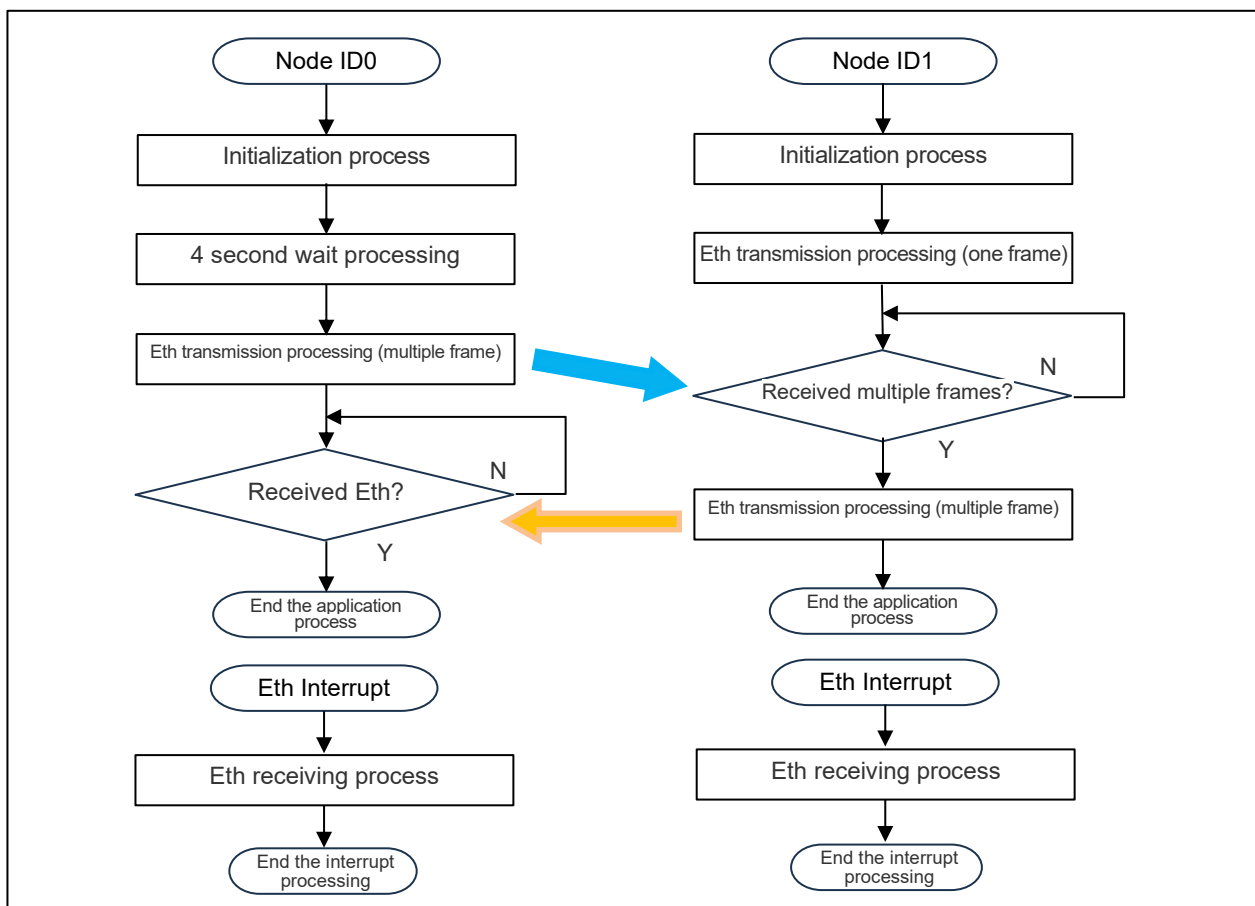 Node ID0
Initialization process
4 second wait processing
Eth transmission processing (multiple frame)
N
Received Eth?
Y
End the application
process
Eth Interrupt
Eth receiving process
End the interrupt
processing
Node ID1
Initialization process
Eth transmission processing (one frame)
N
Received multiple frames?
Y
Eth transmission processing (multiple frame)
End the application
process
Eth Interrupt
Eth receiving process
End the interrupt
processing